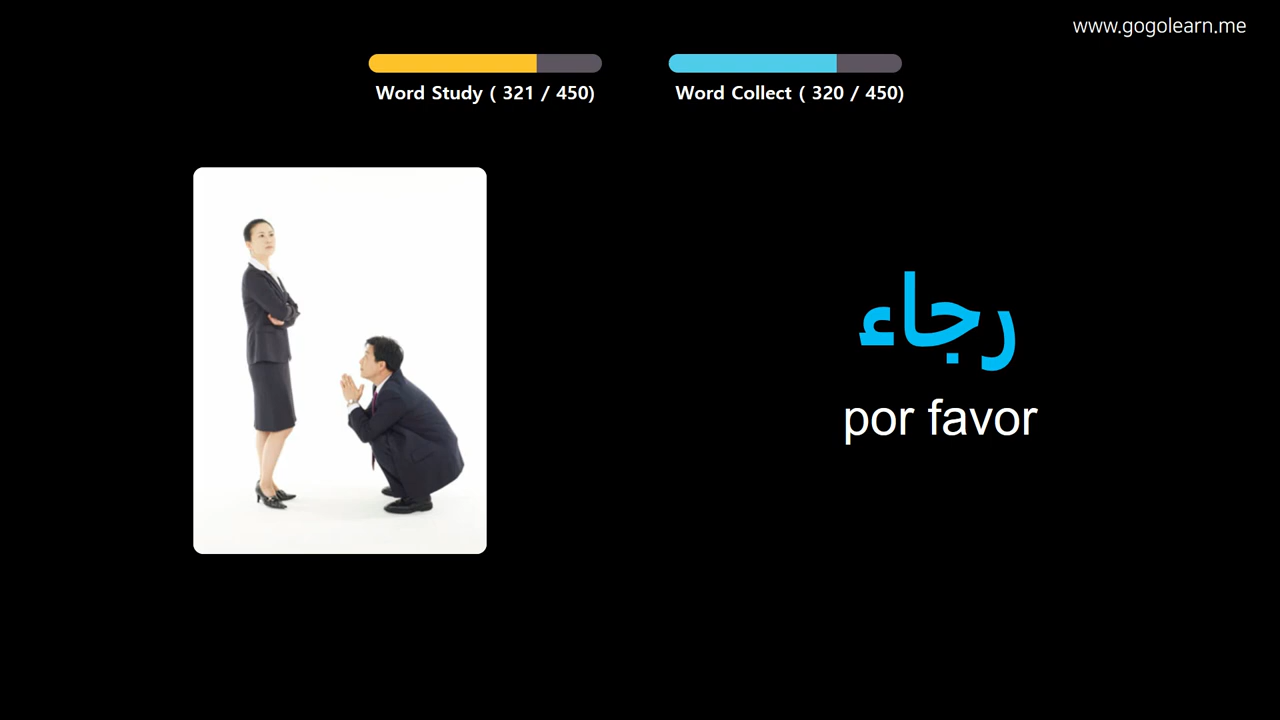 www.gogolearn.me
Word Study ( 321 / 450)
Word Collect ( 320 / 450)
رجاء
por favor